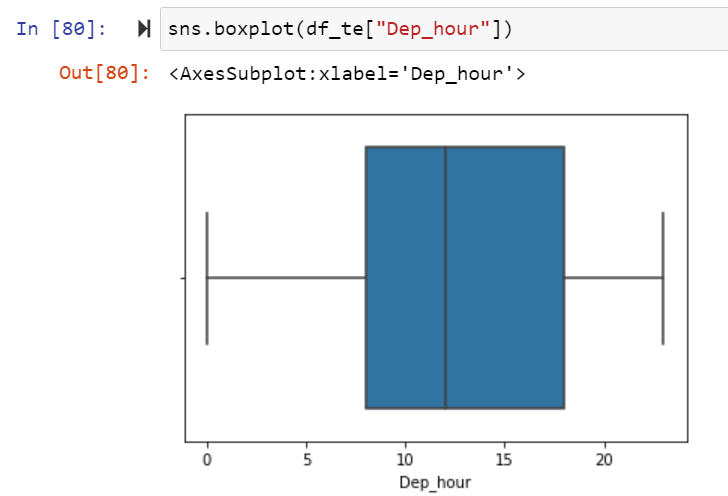 In [80]: sns.boxplot(df_te["Dep_hour"])
Out[80]: <AxesSubplot:xlabel='Dep_hour'>
0 5 10 15 20
Dep_hour